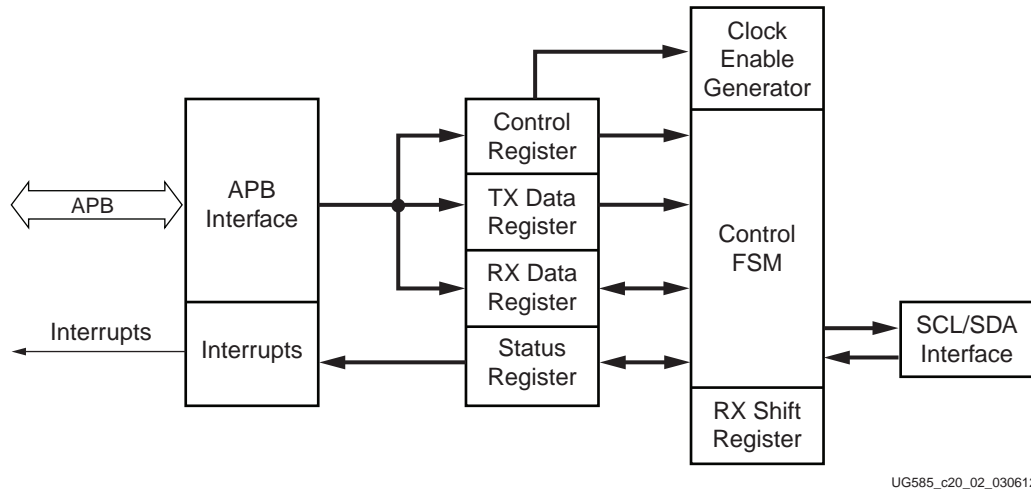 Clock
Enable
Generator
Control
Register
APB
Interface
APB
TX Data
Register
Control
FSM
RX Data
Register
Interrupts
Interrupts
Status
Register
SCL/SDA
Interface
RX Shift
Register